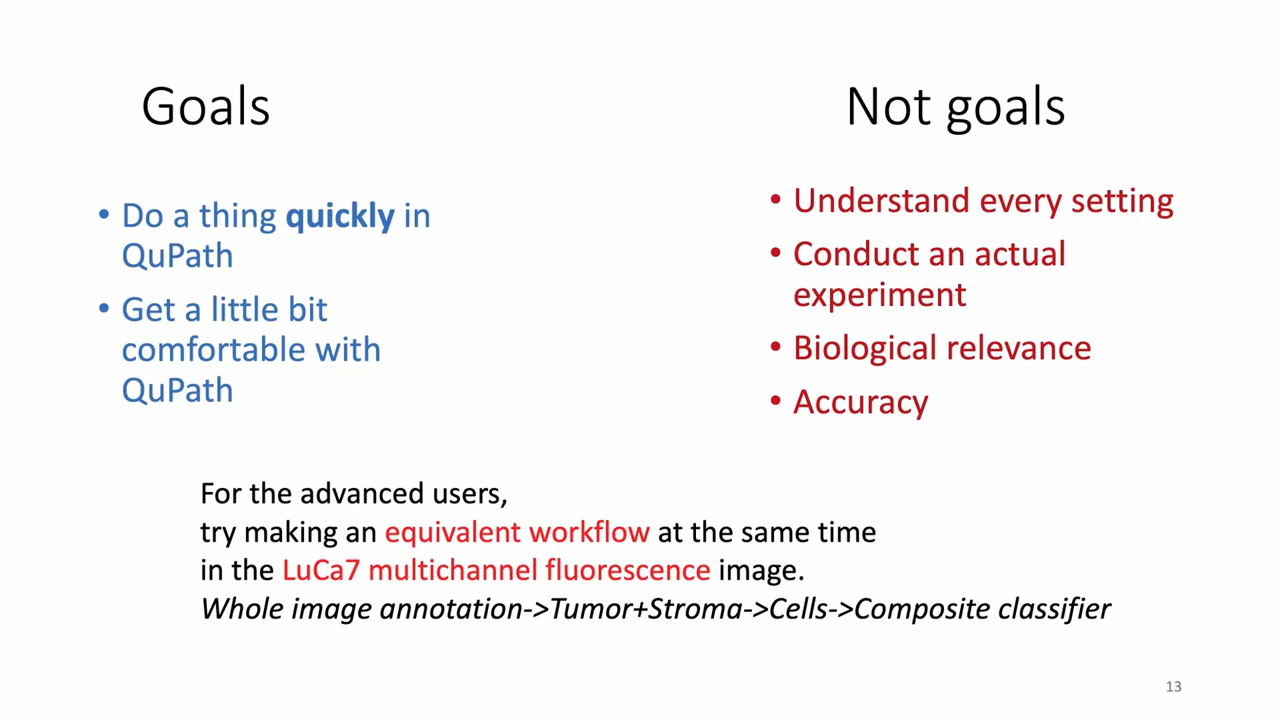 Goals
• Do a thing quickly in
QuPath
• Get a little bit
comfortable with
QuPath
Not goals
• Understand every setting
• Conduct an actual
experiment
• Biological relevance
• Accuracy
For the advanced users,
try making an equivalent workflow at the same time
in the LuCa7 multichannel fluorescence image.
Whole image annotation->Tumor+Stroma->Cells->Composite classifier
13